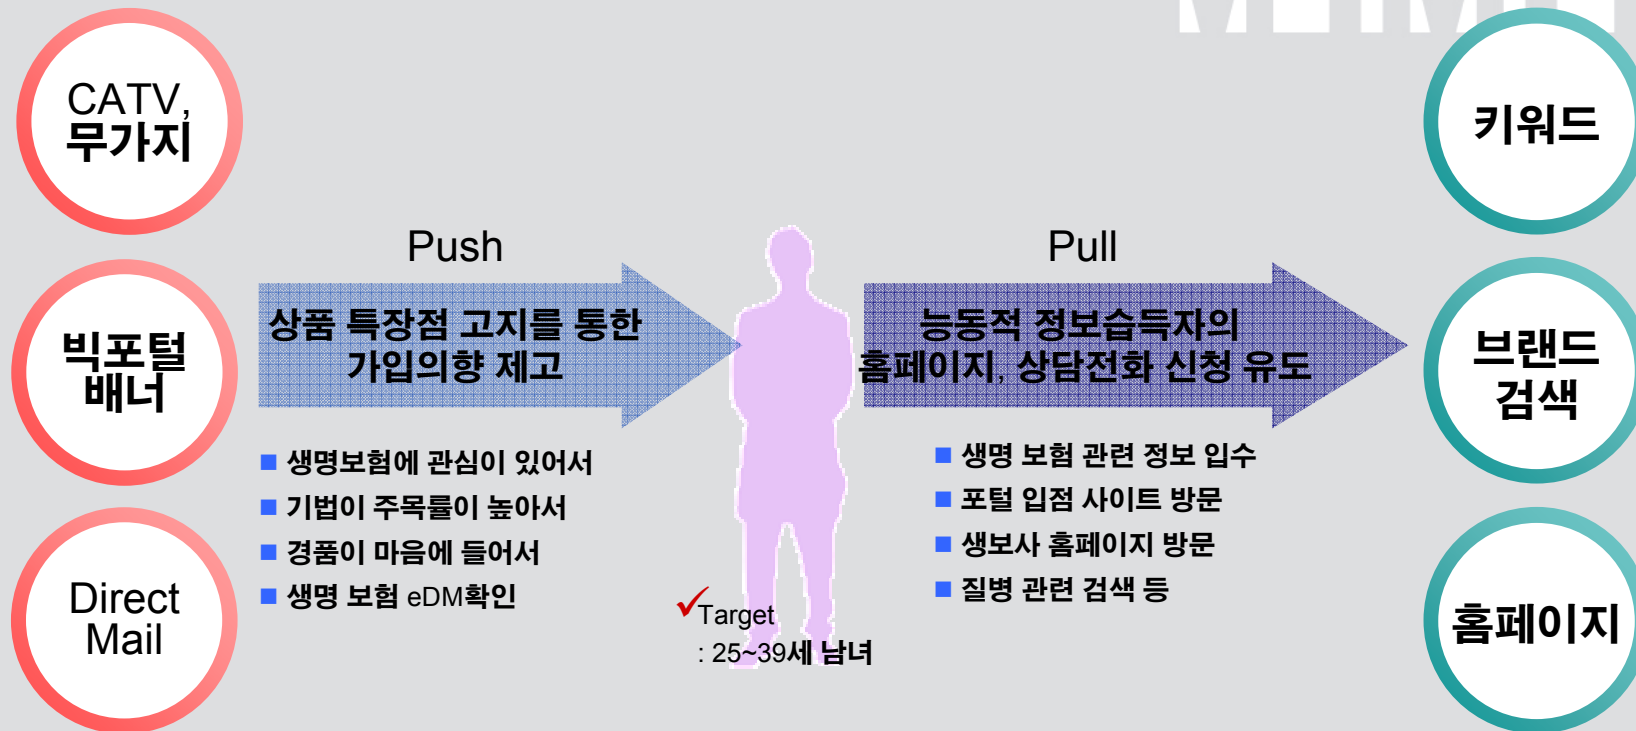 CATV,
무가지
빅포털
배너
Direct
Mail
Push
상품 특장점 고지를 통한
가입의향 제고
■ 생명보험에 관심이 있어서
■ 기법이 주목률이 높아서
■ 경품이 마음에 들어서
■ 생명 보험 eDM확인
✓Target
: 25~39세 남녀
Pull
능동적 정보습득자의
홈페이지, 상담전화 신청 유도
■ 생명 보험 관련 정보 입수
■ 포털 입점 사이트 방문
■ 생보사 홈페이지 방문
■ 질병 관련 검색 등
키워드
브랜드
검색
홈페이지